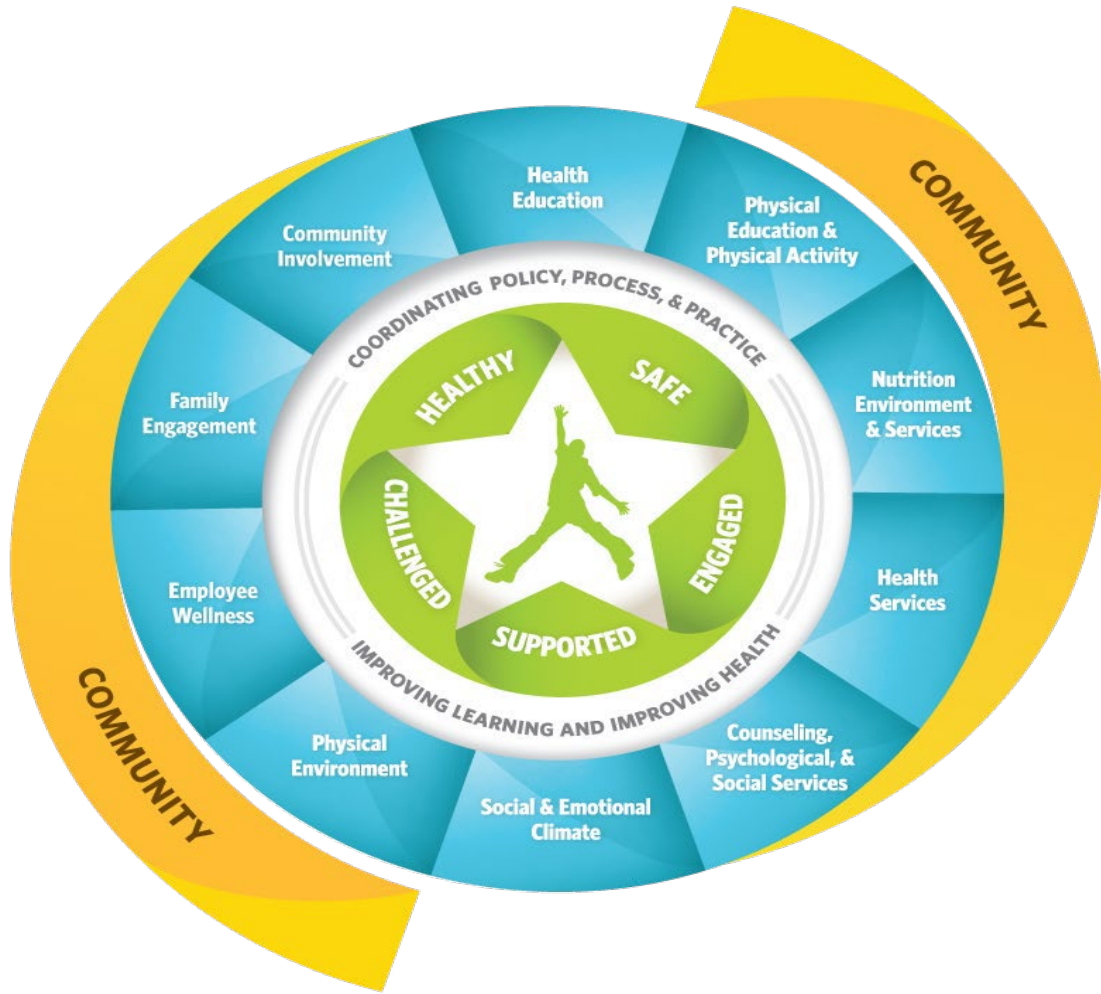 COMMUNITY
Health
Education
Physical
Education &
Physical Activity
Nutrition
Environment
& Services
Health
Services
Counseling,
Psychological, &
Social Services
Social & Emotional
Climate
Physical
Environment
Employee
Wellness
Family
Engagement
Community
Involvement
COORDINATING POLICY, PROCESS, & PRACTICE
IMPROVING LEARNING AND IMPROVING HEALTH
HEALTHY
SAFE
ENGAGED
SUPPORTED
CHALLENGED
COMMUNITY